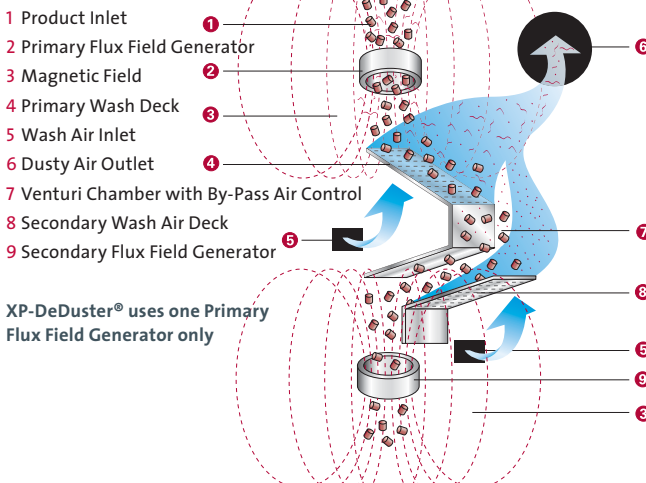 1 Product Inlet
2 Primary Flux Field Generator
3 Magnetic Field
4 Primary Wash Deck
5 Wash Air Inlet
6 Dusty Air Outlet
7 Venturi Chamber with By-Pass Air Control
8 Secondary Wash Air Deck
9 Secondary Flux Field Generator
XP-DeDuster® uses one Primary
Flux Field Generator only
1
2
3
4
5
6
7
8
5
9
3